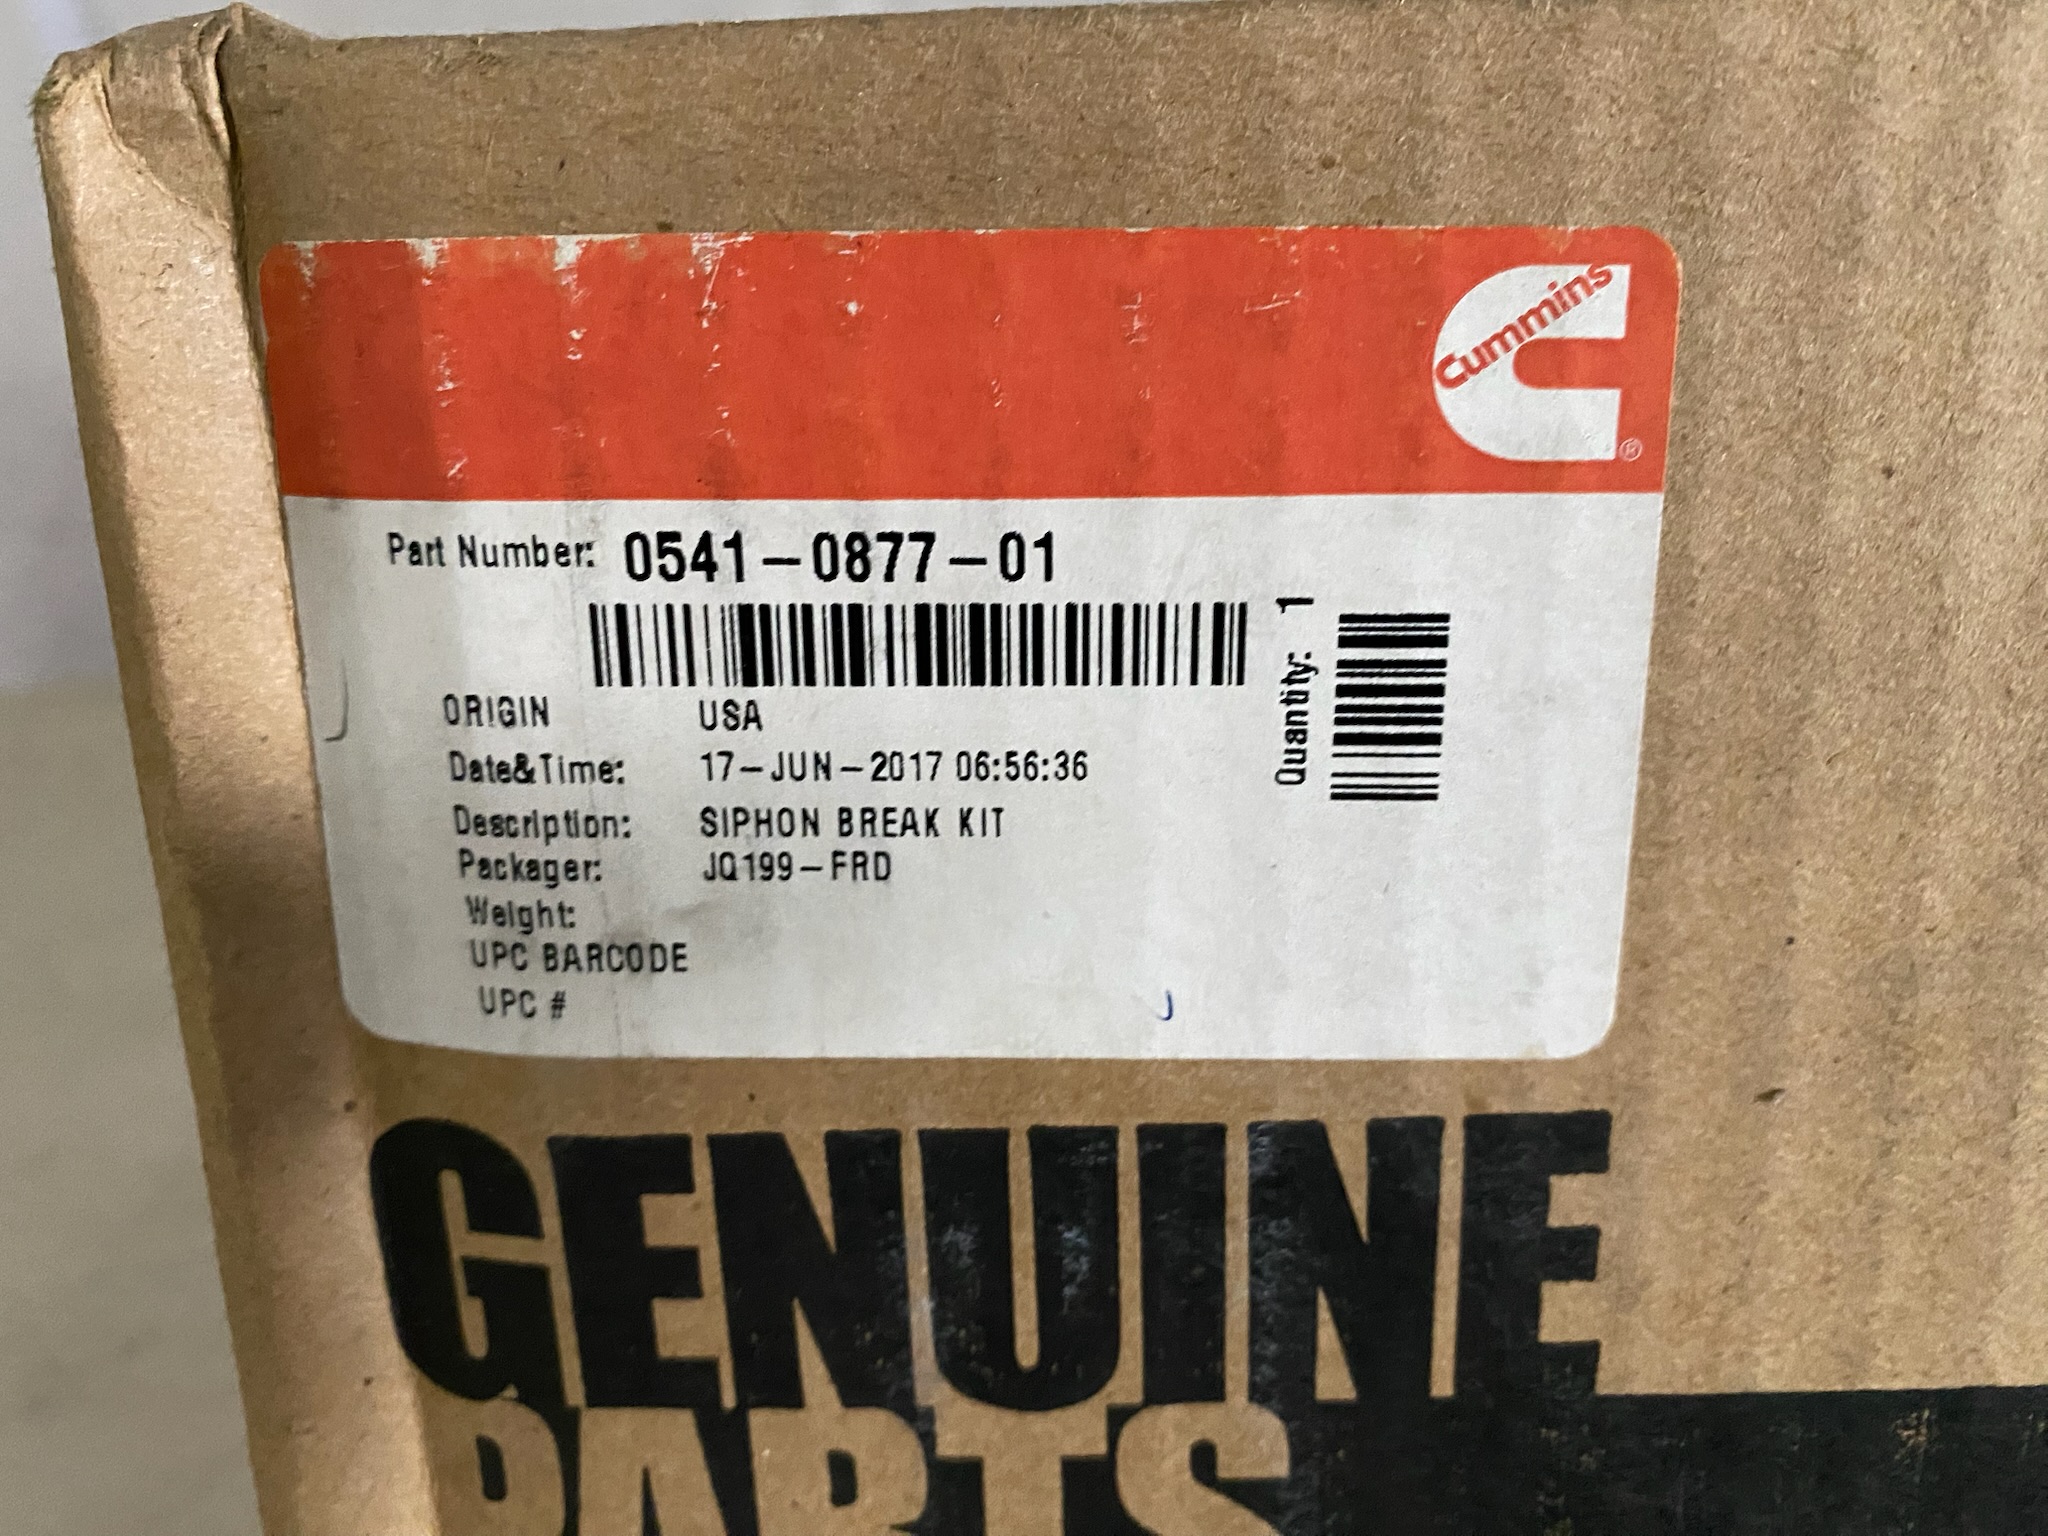 Cummins
®
Part Number: 0541-0877-01
Quantity: 1
ORIGIN USA
Date&Time: 17-JUN-2017 06:56:36
Description: SIPHON BREAK KIT
Packager: JQ199-FRD
Weight:
UPC BARCODE
UPC #
GENUINE
PARTS